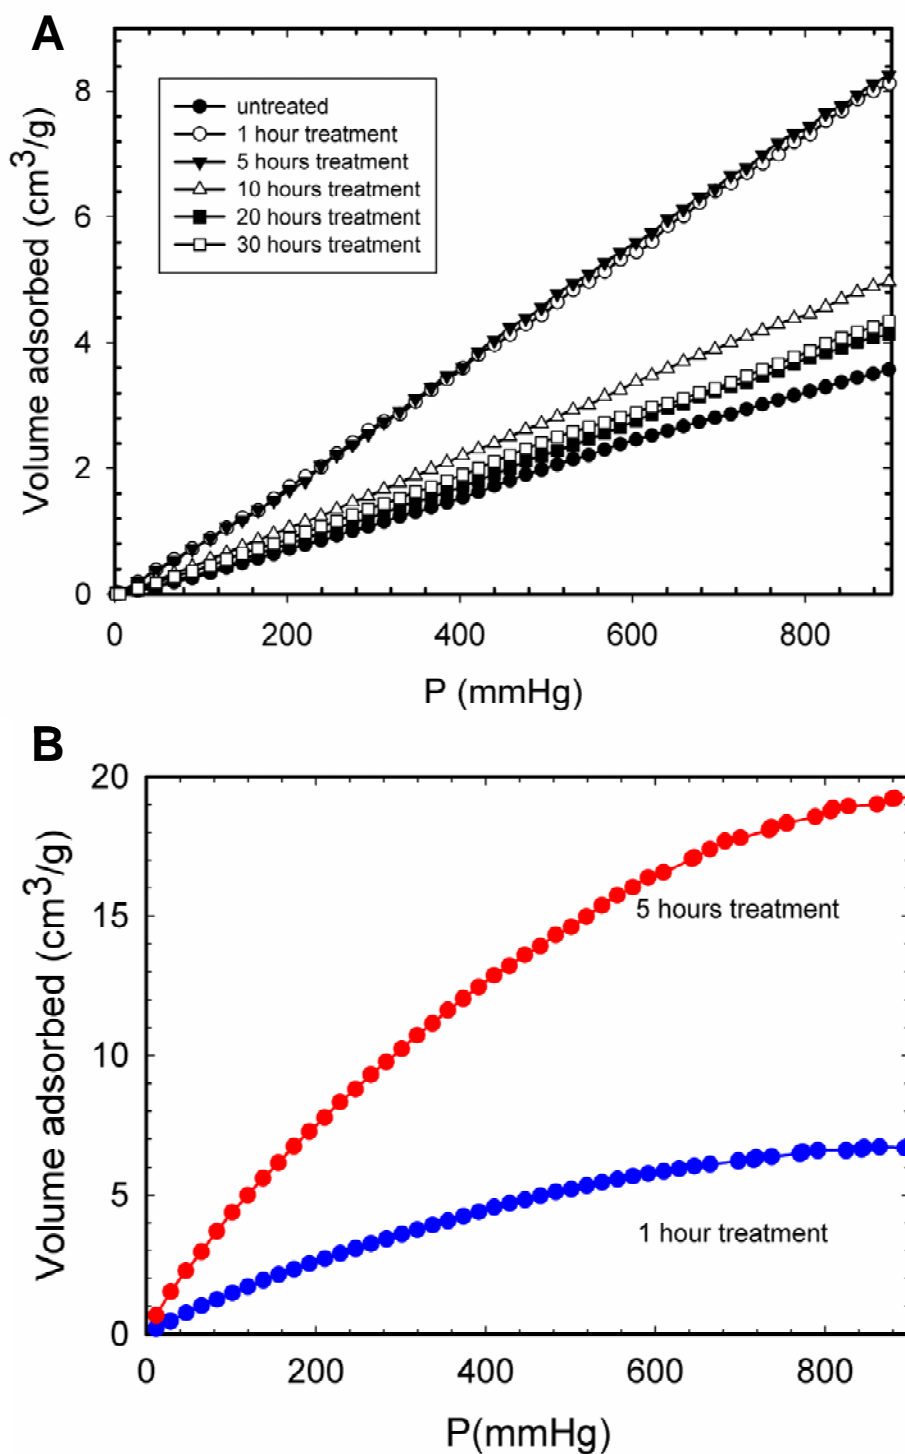 A
Volume adsorbed (cm³/g)
8
6
4
2
0
untreated
1 hour treatment
5 hours treatment
10 hours treatment
20 hours treatment
30 hours treatment
0 200 400 600 800
P (mmHg)
B
Volume adsorbed (cm³/g)
20
15
10
5
0
5 hours treatment
1 hour treatment
0 200 400 600 800
P(mmHg)